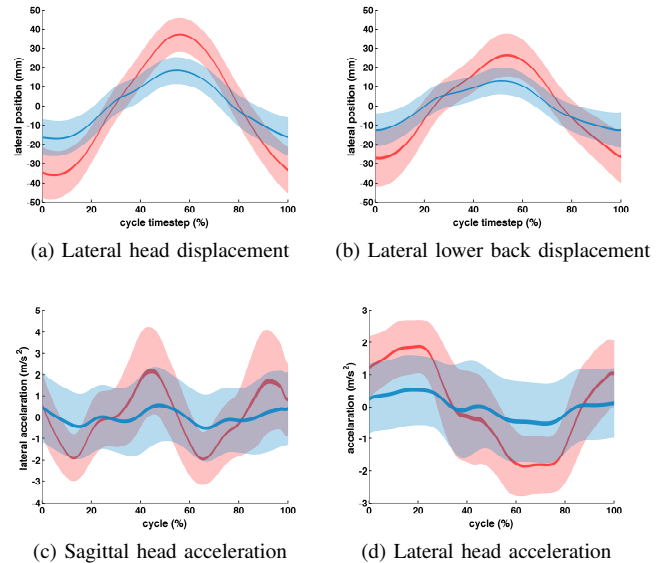 50
40
30
20
10
0
-10
-20
-30
-40
-50
lateral position (mm)
0 20 40 60 80 100
cycle timestep (%)
(a) Lateral head displacement
50
40
30
20
10
0
-10
-20
-30
-40
-50
lateral position (mm)
0 20 40 60 80 100
cycle timestep (%)
(b) Lateral lower back displacement
5
4
3
2
1
0
-1
-2
-3
-4
lateral acceleration (m/s²)
0 20 40 60 80 100
cycle (%)
(c) Sagittal head acceleration
3
2
1
0
-1
-2
-3
accelaration (m/s²)
0 20 40 60 80 100
cycle (%)
(d) Lateral head acceleration